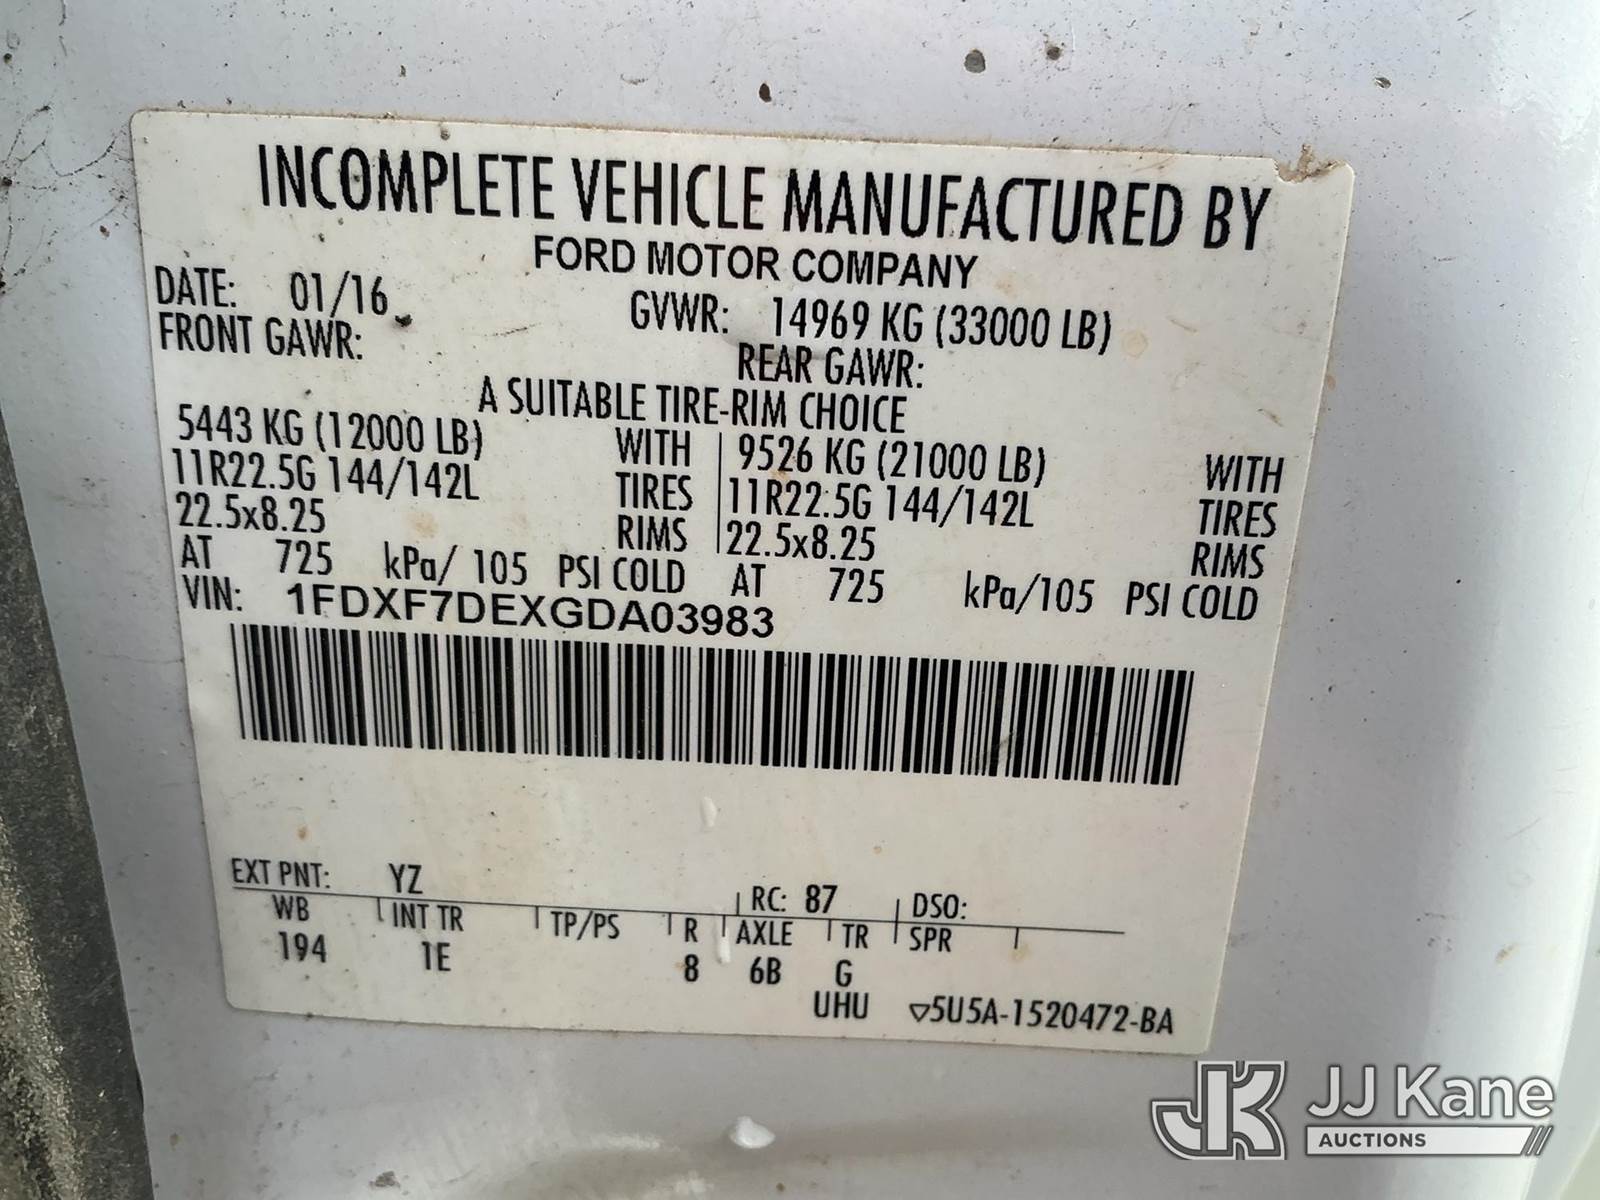 INCOMPLETE VEHICLE MANUFACTURED BY
FORD MOTOR COMPANY
DATE: 01/16 GVWR: 14969 KG (33000 LB)
FRONT GAWR: REAR GAWR:
A SUITABLE TIRE-RIM CHOICE
5443 KG (12000 LB) WITH 9526 KG (21000 LB) WITH
11R22.5G 144/142L TIRES 11R22.5G 144/142L TIRES
22.5x8.25 RIMS 22.5x8.25 RIMS
AT 725 kPa/ 105 PSI COLD AT 725 kPa/105 PSI COLD
VIN: 1FDXF7DEXGDA03983
EXT PNT: YZ RC: 87 DSO:
WB INT TR TP/PS R AXLE TR SPR
194 1E 8 6B G
UHU ▽5U5A-1520472-BA
JK JJ Kane
AUCTIONS